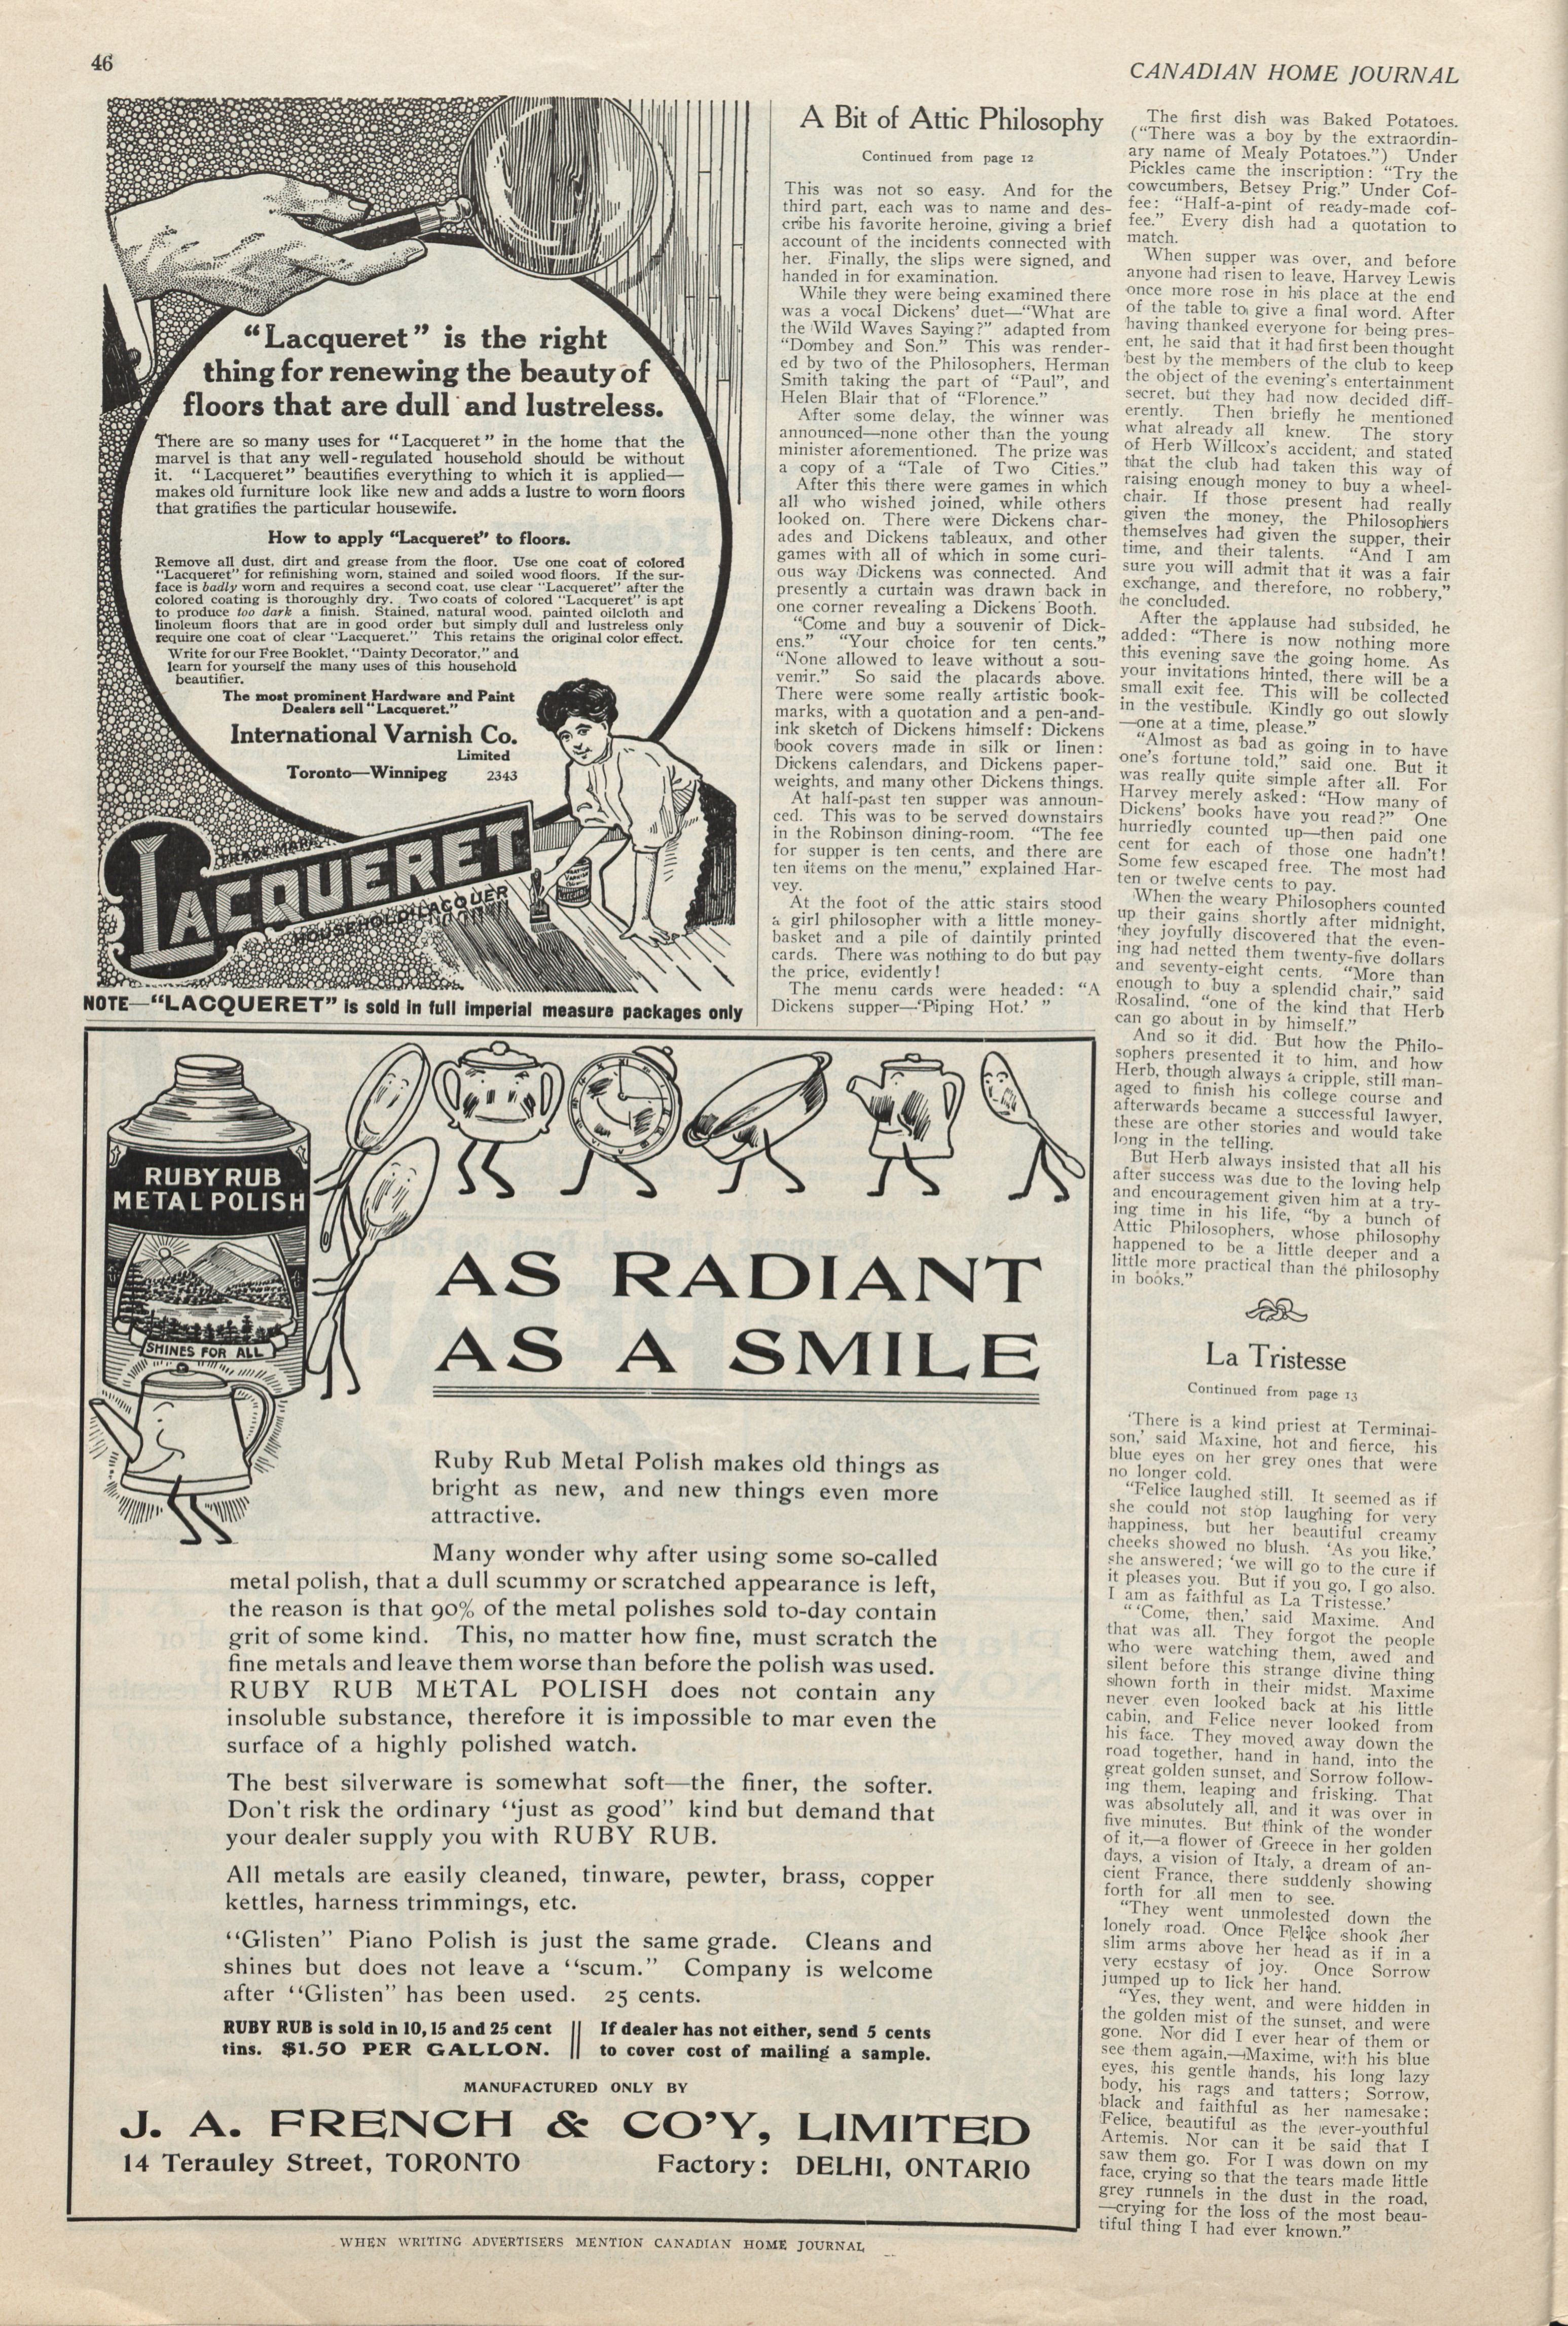 46
CANADIAN HOME JOURNAL
"Lacqueret" is the right
thing for renewing the beauty of
floors that are dull and lustreless.
There are so many uses for "Lacqueret" in the home that the
marvel is that any well-regulated household should be without
it. "Lacqueret" beautifies everything to which it is applied—
makes old furniture look like new and adds a lustre to worn floors
that gratifies the particular housewife.
How to apply "Lacqueret" to floors.
Remove all dust, dirt and grease from the floor. Use one coat of colored
"Lacqueret" for refinishing worn, stained and soiled wood floors. If the sur-
face is badly worn and requires a second coat, use clear "Lacqueret" after the
colored coating is thoroughly dry. Two coats of colored "Lacqueret" is apt
to produce too dark a finish. Stained, natural wood, painted oilcloth and
linoleum floors that are in good order but simply dull and lustreless only
require one coat of clear "Lacqueret." This retains the original color effect.
Write for our Free Booklet, "Dainty Decorator," and
learn for yourself the many uses of this household
beautifier.
The most prominent Hardware and Paint
Dealers sell "Lacqueret."
International Varnish Co.
Limited
Toronto—Winnipeg 2343
TRADE MARK
LACQUERET
HOUSEHOLD LACQUER
NOTE—"LACQUERET" is sold in full imperial measure packages only
RUBY RUB
METAL POLISH
SHINES FOR ALL
AS RADIANT
AS A SMILE
Ruby Rub Metal Polish makes old things as
bright as new, and new things even more
attractive.
Many wonder why after using some so-called
metal polish, that a dull scummy or scratched appearance is left,
the reason is that 90% of the metal polishes sold to-day contain
grit of some kind. This, no matter how fine, must scratch the
fine metals and leave them worse than before the polish was used.
RUBY RUB METAL POLISH does not contain any
insoluble substance, therefore it is impossible to mar even the
surface of a highly polished watch.
The best silverware is somewhat soft—the finer, the softer.
Don't risk the ordinary "just as good" kind but demand that
your dealer supply you with RUBY RUB.
All metals are easily cleaned, tinware, pewter, brass, copper
kettles, harness trimmings, etc.
"Glisten" Piano Polish is just the same grade. Cleans and
shines but does not leave a "scum." Company is welcome
after "Glisten" has been used. 25 cents.
RUBY RUB is sold in 10, 15 and 25 cent
tins. $1.50 PER GALLON.
If dealer has not either, send 5 cents
to cover cost of mailing a sample.
MANUFACTURED ONLY BY
J. A. FRENCH & CO'Y, LIMITED
14 Terauley Street, TORONTO Factory: DELHI, ONTARIO
A Bit of Attic Philosophy
Continued from page 12
This was not so easy. And for the
third part, each was to name and des-
cribe his favorite heroine, giving a brief
account of the incidents connected with
her. Finally, the slips were signed, and
handed in for examination.
While they were being examined there
was a vocal Dickens' duet—"What are
the Wild Waves Saying?" adapted from
"Dombey and Son." This was render-
ed by two of the Philosophers, Herman
Smith taking the part of "Paul", and
Helen Blair that of "Florence."
After some delay, the winner was
announced—none other than the young
minister aforementioned. The prize was
a copy of a "Tale of Two Cities."
After this there were games in which
all who wished joined, while others
looked on. There were Dickens char-
ades and Dickens tableaux, and other
games with all of which in some curi-
ous way Dickens was connected. And
presently a curtain was drawn back in
one corner revealing a Dickens Booth.
"Come and buy a souvenir of Dick-
ens." "Your choice for ten cents."
"None allowed to leave without a sou-
venir." So said the placards above.
There were some really artistic book-
marks, with a quotation and a pen-and-
ink sketch of Dickens himself: Dickens
book covers made in silk or linen:
Dickens calendars, and Dickens paper-
weights, and many other Dickens things.
At half-past ten supper was announ-
ced. This was to be served downstairs
in the Robinson dining-room. "The fee
for supper is ten cents, and there are
ten items on the menu," explained Har-
vey.
At the foot of the attic stairs stood
a girl philosopher with a little money-
basket and a pile of daintily printed
cards. There was nothing to do but pay
the price, evidently!
The menu cards were headed: "A
Dickens supper—'Piping Hot.' "
The first dish was Baked Potatoes.
("There was a boy by the extraordin-
ary name of Mealy Potatoes.") Under
Pickles came the inscription: "Try the
cowcumbers, Betsey Prig." Under Cof-
fee: "Half-a-pint of ready-made cof-
fee." Every dish had a quotation to
match.
When supper was over, and before
anyone had risen to leave, Harvey Lewis
once more rose in his place at the end
of the table to give a final word. After
having thanked everyone for being pres-
ent, he said that it had first been thought
best by the members of the club to keep
the object of the evening's entertainment
secret, but they had now decided diff-
erently. Then briefly he mentioned
what already all knew. The story
of Herb Willcox's accident, and stated
that the club had taken this way of
raising enough money to buy a wheel-
chair. If those present had really
given the money, the Philosophers
themselves had given the supper, their
time, and their talents. "And I am
sure you will admit that it was a fair
exchange, and therefore, no robbery,"
he concluded.
After the applause had subsided, he
added: "There is now nothing more
this evening save the going home. As
your invitations hinted, there will be a
small exit fee. This will be collected
in the vestibule. Kindly go out slowly
—one at a time, please."
"Almost as bad as going in to have
one's fortune told," said one. But it
was really quite simple after all. For
Harvey merely asked: "How many of
Dickens' books have you read?" One
hurriedly counted up—then paid one
cent for each of those one hadn't!
Some few escaped free. The most had
ten or twelve cents to pay.
When the weary Philosophers counted
up their gains shortly after midnight,
they joyfully discovered that the even-
ing had netted them twenty-five dollars
and seventy-eight cents. "More than
enough to buy a splendid chair," said
Rosalind, "one of the kind that Herb
can go about in by himself."
And so it did. But how the Philo-
sophers presented it to him, and how
Herb, though always a cripple, still man-
aged to finish his college course and
afterwards became a successful lawyer,
these are other stories and would take
long in the telling.
But Herb always insisted that all his
after success was due to the loving help
and encouragement given him at a try-
ing time in his life, "by a bunch of
Attic Philosophers, whose philosophy
happened to be a little deeper and a
little more practical than the philosophy
in books."
La Tristesse
Continued from page 13
'There is a kind priest at Terminai-
son,' said Maxine, hot and fierce, his
blue eyes on her grey ones that were
no longer cold.
"Felice laughed still. It seemed as if
she could not stop laughing for very
happiness, but her beautiful creamy
cheeks showed no blush. 'As you like,'
she answered; 'we will go to the cure if
it pleases you. But if you go, I go also.
I am as faithful as La Tristesse.'
" 'Come, then,' said Maxime. And
that was all. They forgot the people
who were watching them, awed and
silent before this strange divine thing
shown forth in their midst. Maxime
never even looked back at his little
cabin, and Felice never looked from
his face. They moved away down the
road together, hand in hand, into the
great golden sunset, and Sorrow follow-
ing them, leaping and frisking. That
was absolutely all, and it was over in
five minutes. But think of the wonder
of it,—a flower of Greece in her golden
days, a vision of Italy, a dream of an-
cient France, there suddenly showing
forth for all men to see.
"They went unmolested down the
lonely road. Once Felice shook her
slim arms above her head as if in a
very ecstasy of joy. Once Sorrow
jumped up to lick her hand.
"Yes, they went, and were hidden in
the golden mist of the sunset, and were
gone. Nor did I ever hear of them or
see them again,—Maxime, with his blue
eyes, his gentle hands, his long lazy
body, his rags and tatters; Sorrow,
black and faithful as her namesake;
Felice, beautiful as the ever-youthful
Artemis. Nor can it be said that I
saw them go. For I was down on my
face, crying so that the tears made little
grey runnels in the dust in the road,
—crying for the loss of the most beau-
tiful thing I had ever known."
WHEN WRITING ADVERTISERS MENTION CANADIAN HOME JOURNAL